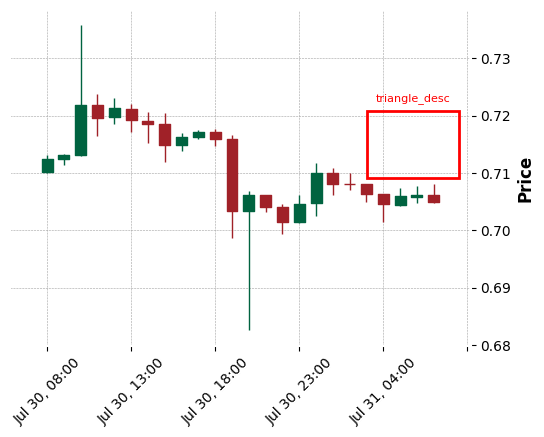 triangle_desc
0.73
0.72
0.71
0.70
0.69
0.68
Price
Jul 30, 08:00
Jul 30, 13:00
Jul 30, 18:00
Jul 30, 23:00
Jul 31, 04:00